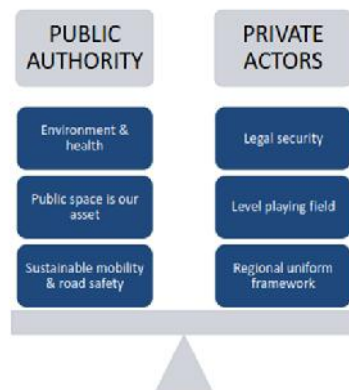 PUBLIC
AUTHORITY
Environment &
health
Public space is our
asset
Sustainable mobility
& road safety
PRIVATE
ACTORS
Legal security
Level playing field
Regional uniform
framework